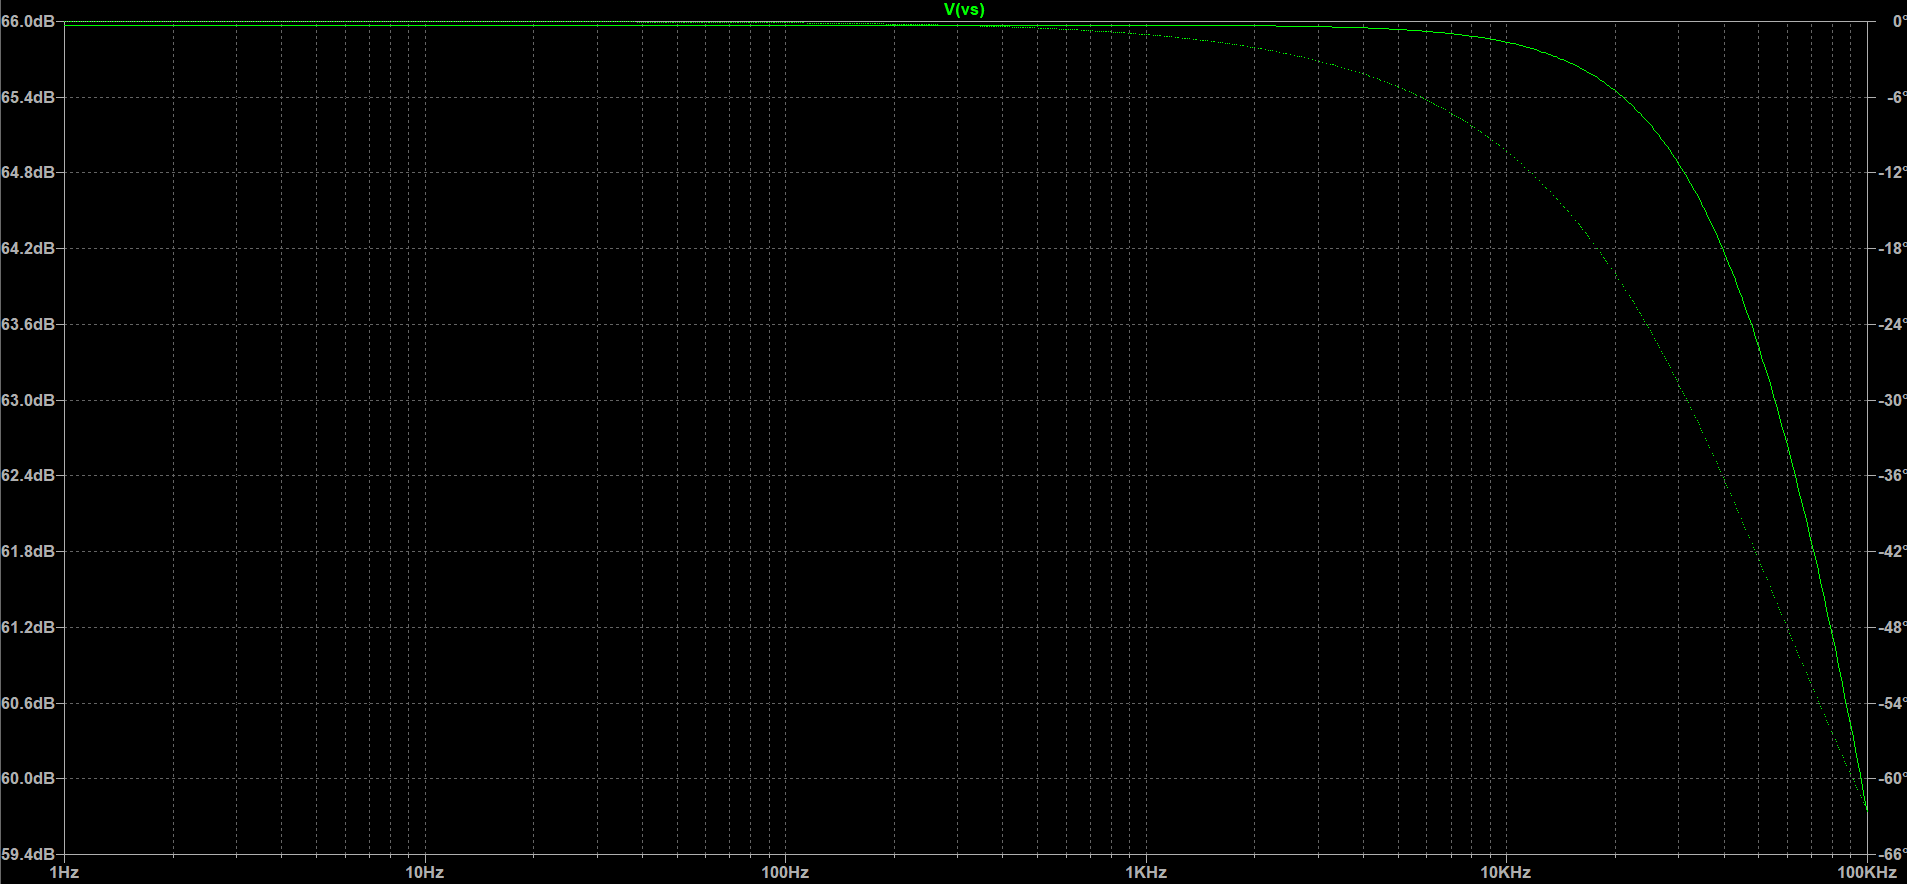 V(vs)
66.0dB
65.4dB
64.8dB
64.2dB
63.6dB
63.0dB
62.4dB
61.8dB
61.2dB
60.6dB
60.0dB
59.4dB
0°
-6°
-12°
-18°
-24°
-30°
-36°
-42°
-48°
-54°
-60°
-66°
1Hz 10Hz 100Hz 1KHz 10KHz 100KHz